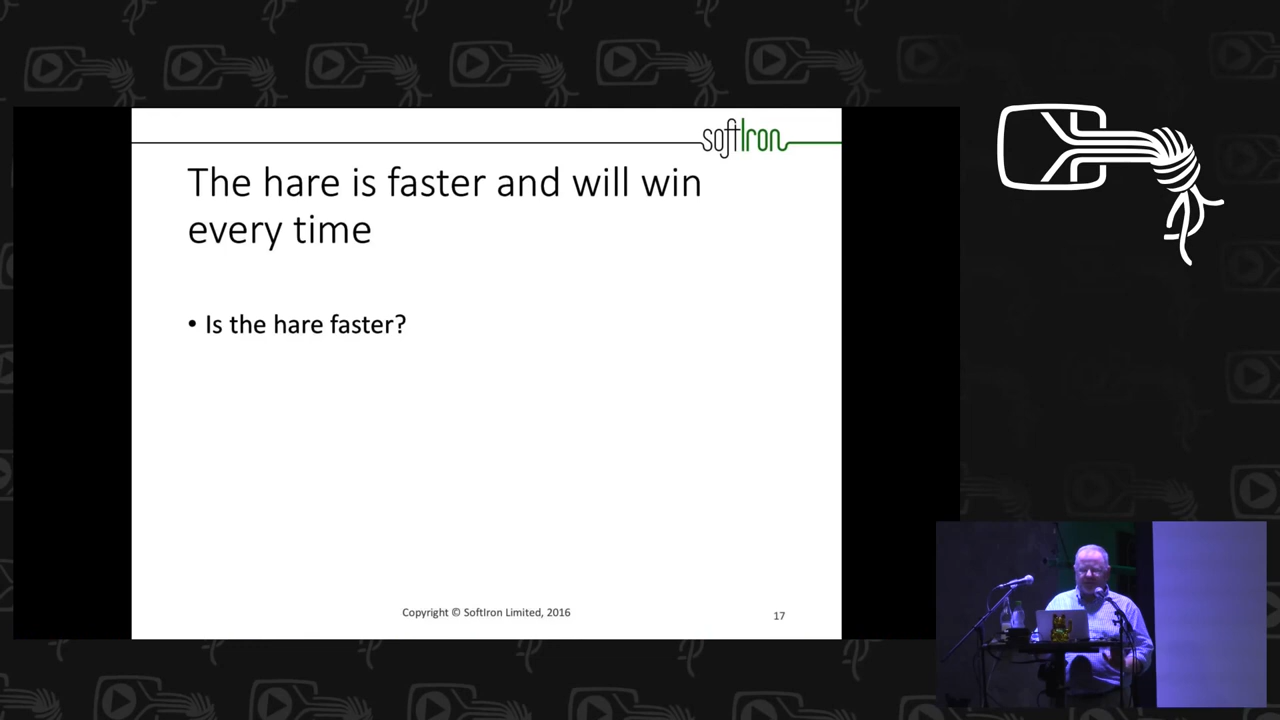 softIron
The hare is faster and will win
every time
• Is the hare faster?
Copyright © SoftIron Limited, 2016
17